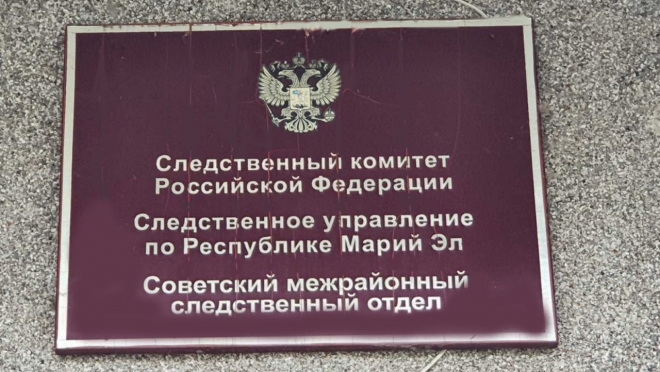 Следственный комитет
Российской Федерации
Следственное управление
по Республике Марий Эл
Советский межрайонный
следственный отдел